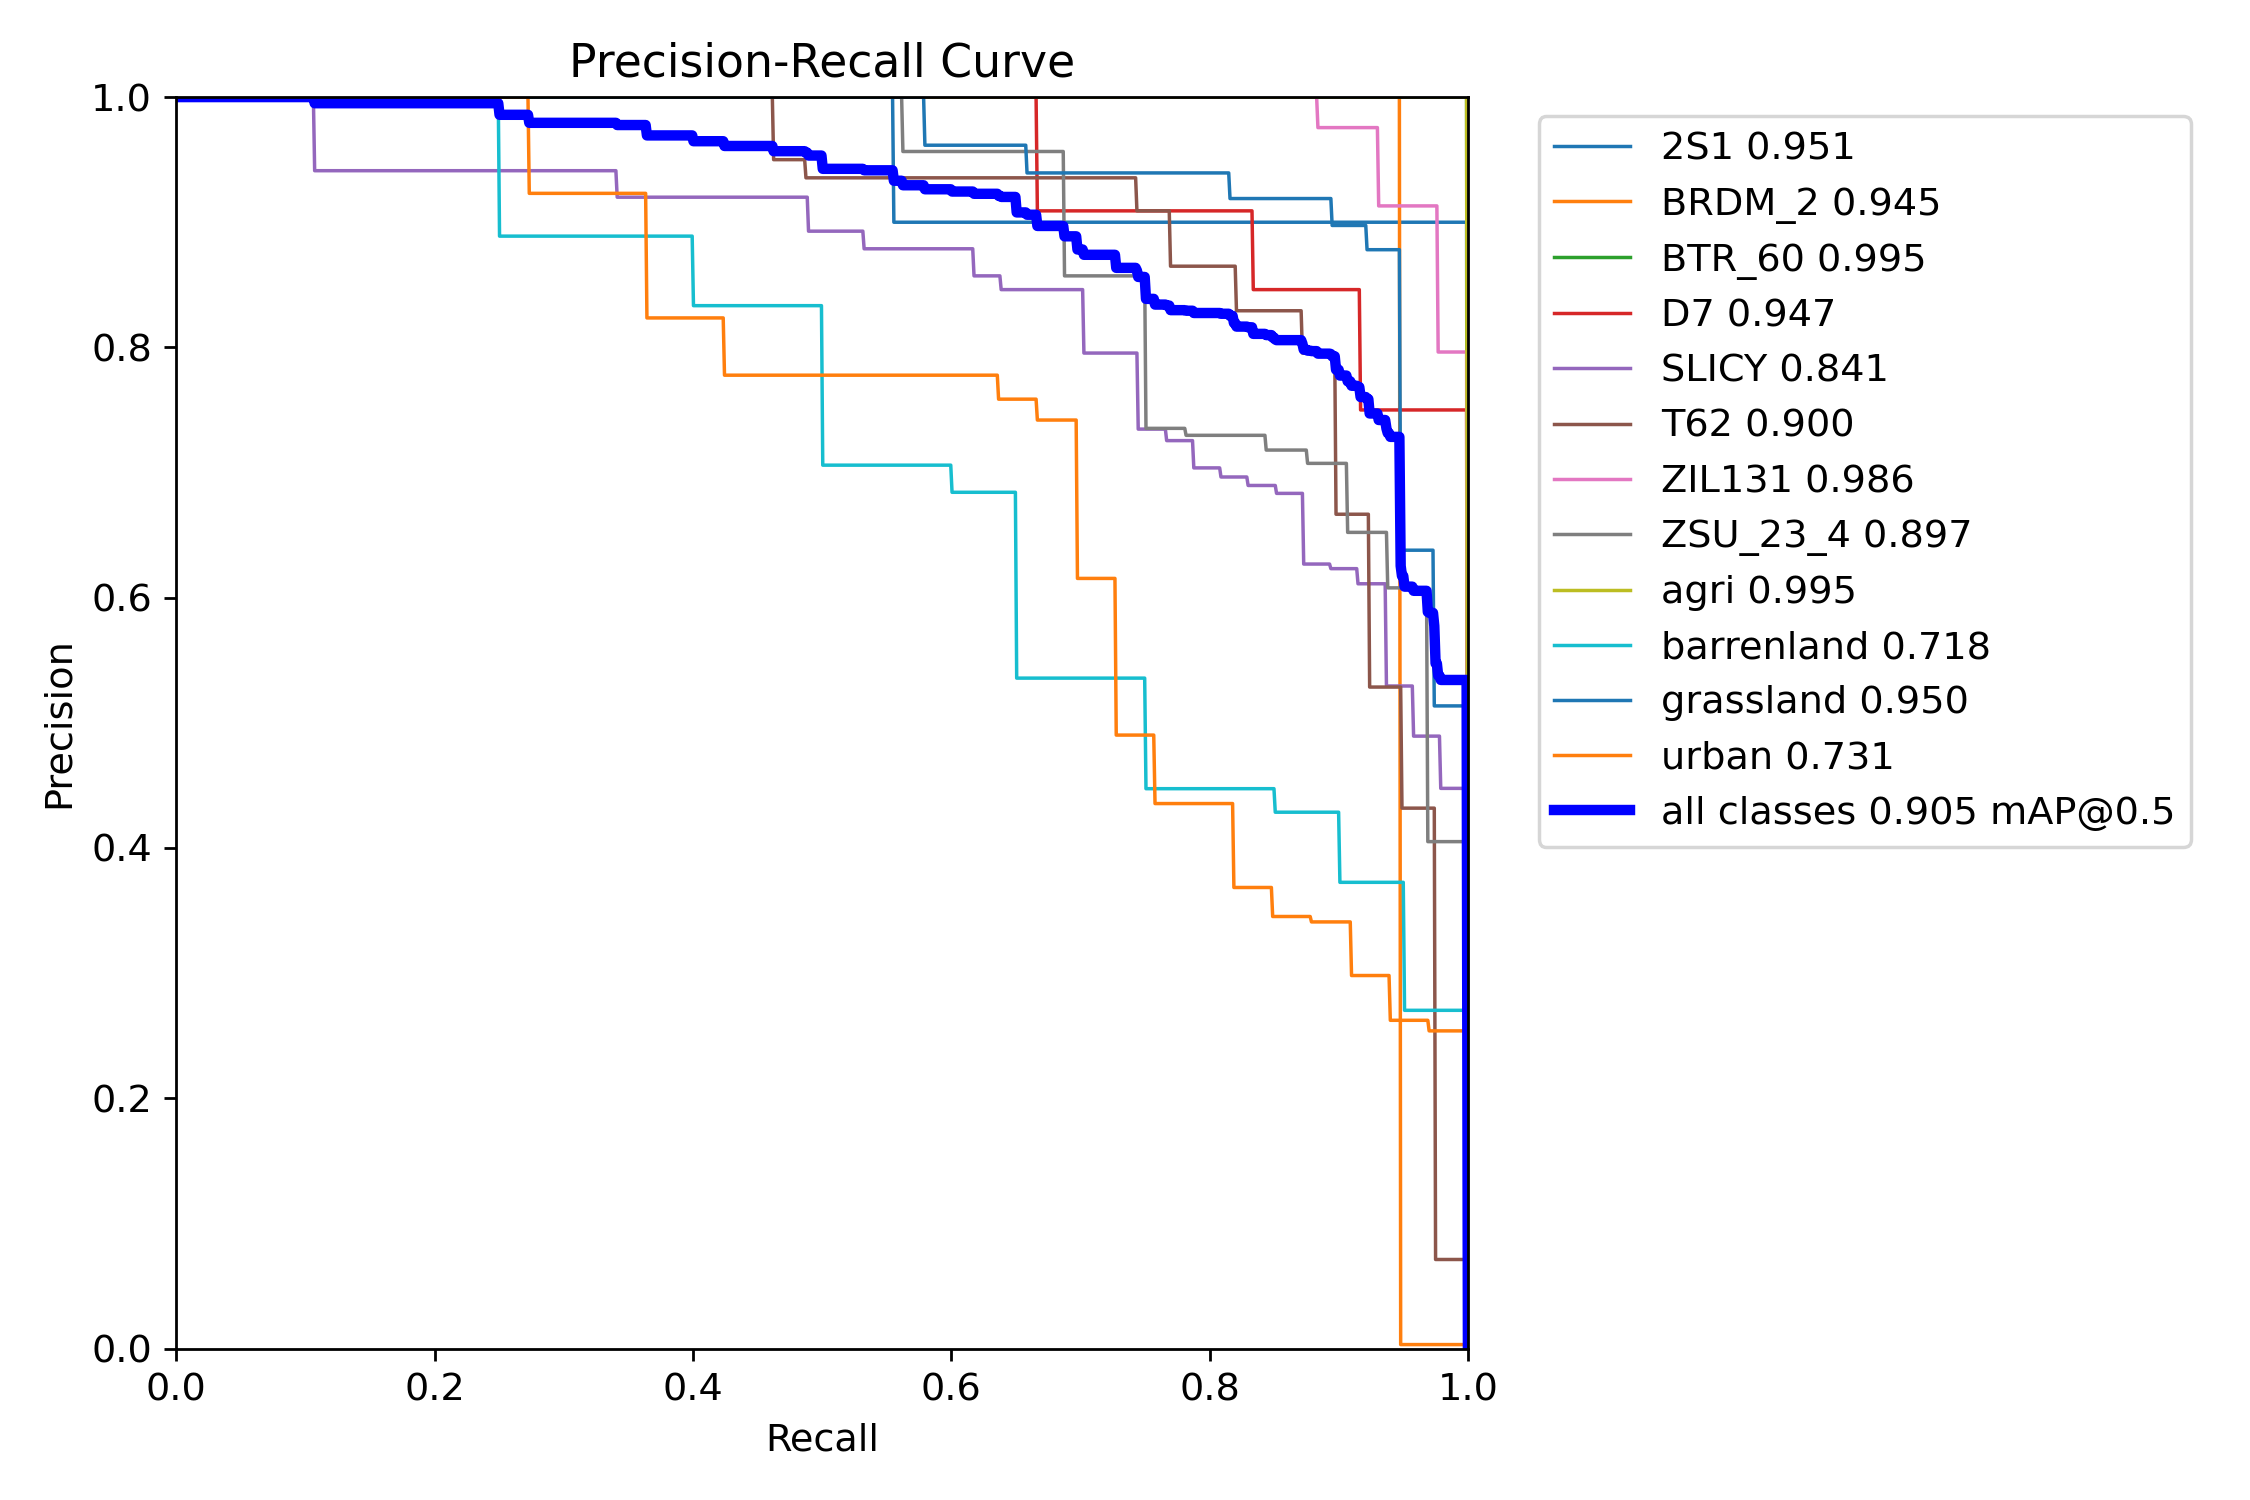 Precision-Recall Curve
1.0
0.8
0.6
0.4
0.2
0.0
Precision
0.0 0.2 0.4 0.6 0.8 1.0
Recall
2S1 0.951
BRDM_2 0.945
BTR_60 0.995
D7 0.947
SLICY 0.841
T62 0.900
ZIL131 0.986
ZSU_23_4 0.897
agri 0.995
barrenland 0.718
grassland 0.950
urban 0.731
all classes 0.905 mAP@0.5